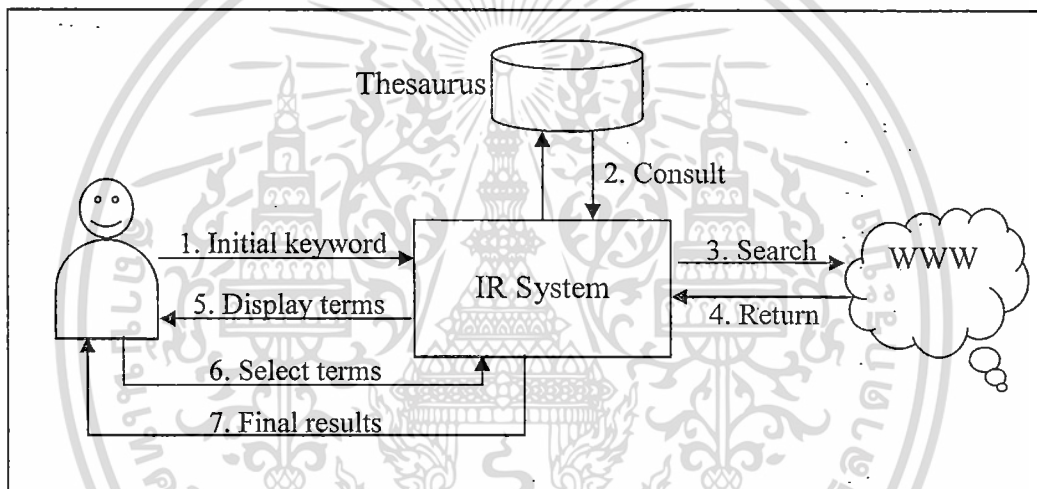 Thesaurus
2. Consult
1. Initial keyword
3. Search
WWW
IR System
5. Display terms
4. Return
6. Select terms
7. Final results